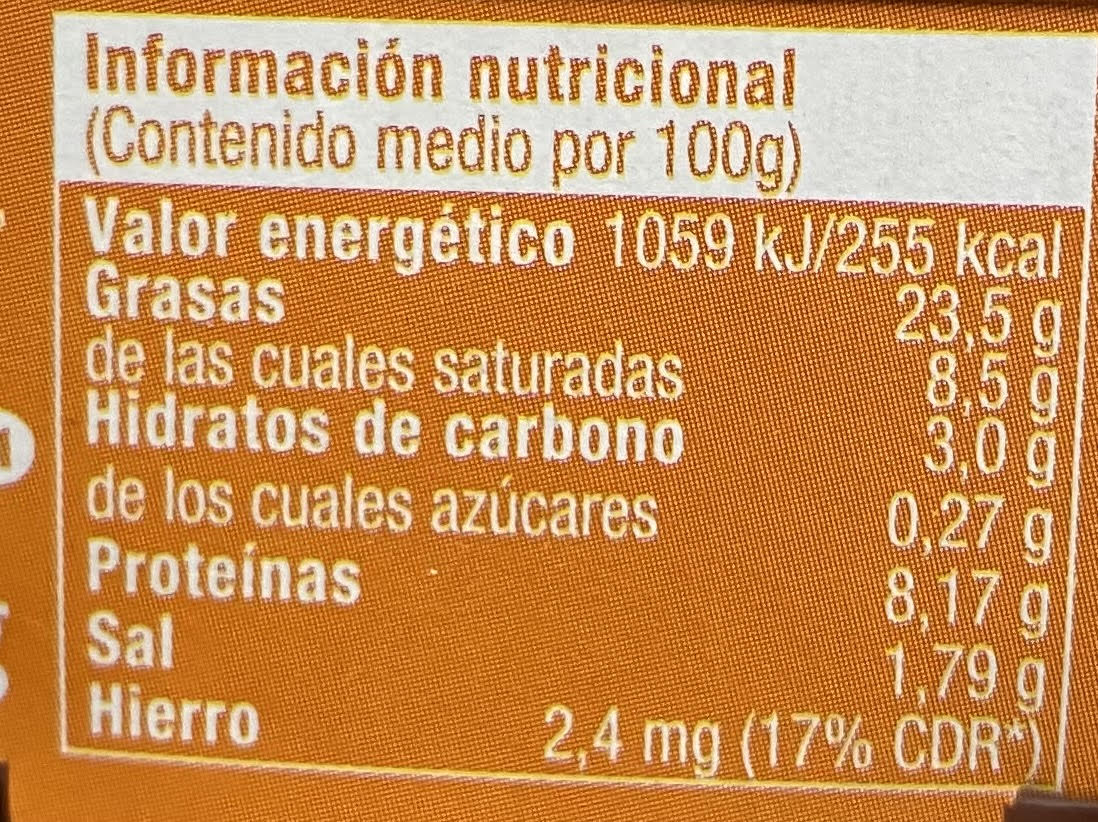 Información nutricional
(Contenido medio por 100g)
Valor energético 1059 kJ/255 kcal
Grasas 23,5 g
de las cuales saturadas 8,5 g
Hidratos de carbono 3,0 g
de los cuales azúcares 0,27 g
Proteínas 8,17 g
Sal 1,79 g
Hierro 2,4 mg (17% CDR*)